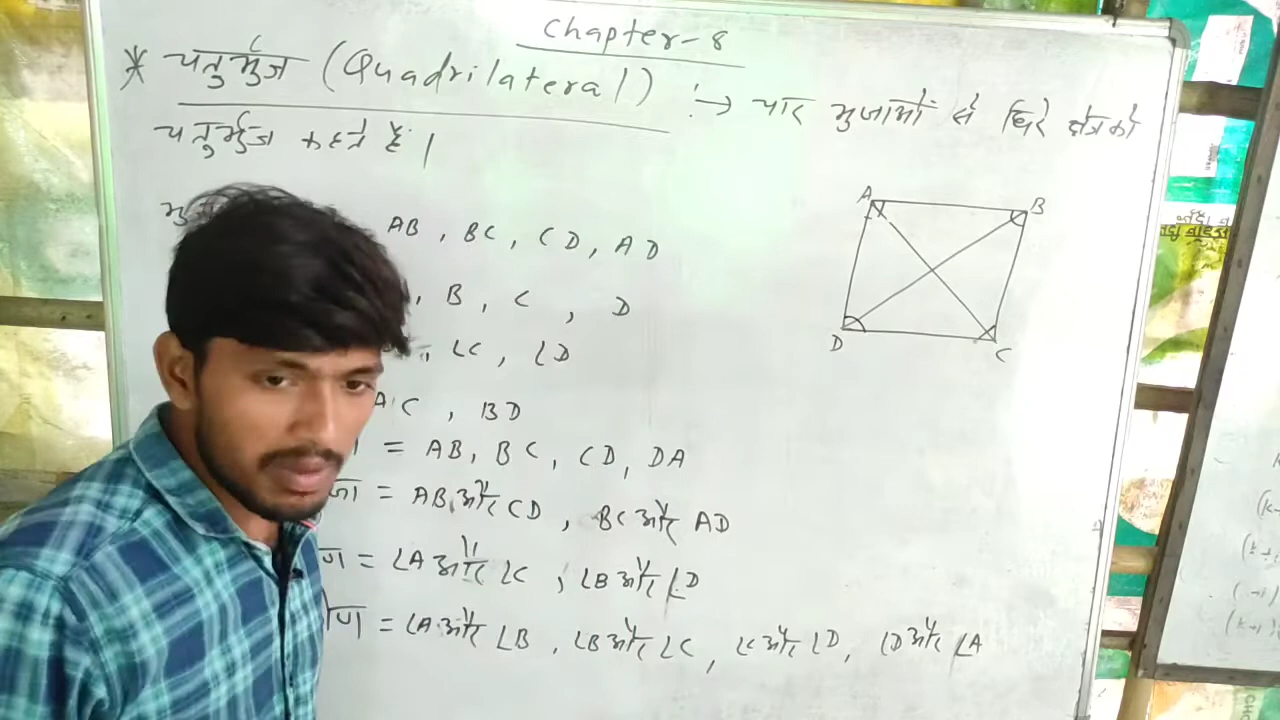 Chapter-8
* चतुर्भुज (Quadrilateral) :→ चार भुजाओं से घिरे क्षेत्र को
चतुर्भुज कहते हैं।
AB, BC, CD, AD
, B, C, D
, ∠C, ∠D
AC, BD
= AB, BC, CD, DA
= AB और CD, BC और AD
= ∠A और ∠C, ∠B और ∠D
= ∠A और ∠B, ∠B और ∠C, ∠C और ∠D, ∠D और ∠A
A
B
D
C